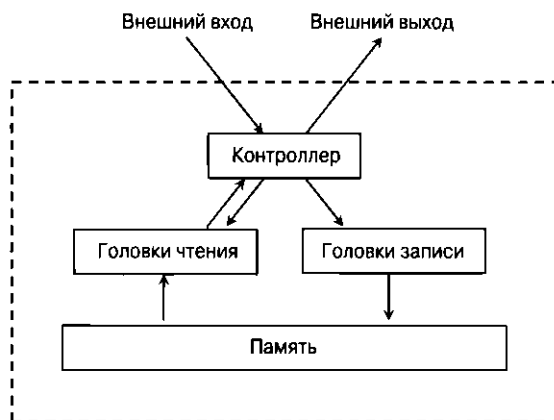 Внешний вход
Внешний выход
Контроллер
Головки чтения
Головки записи
Память